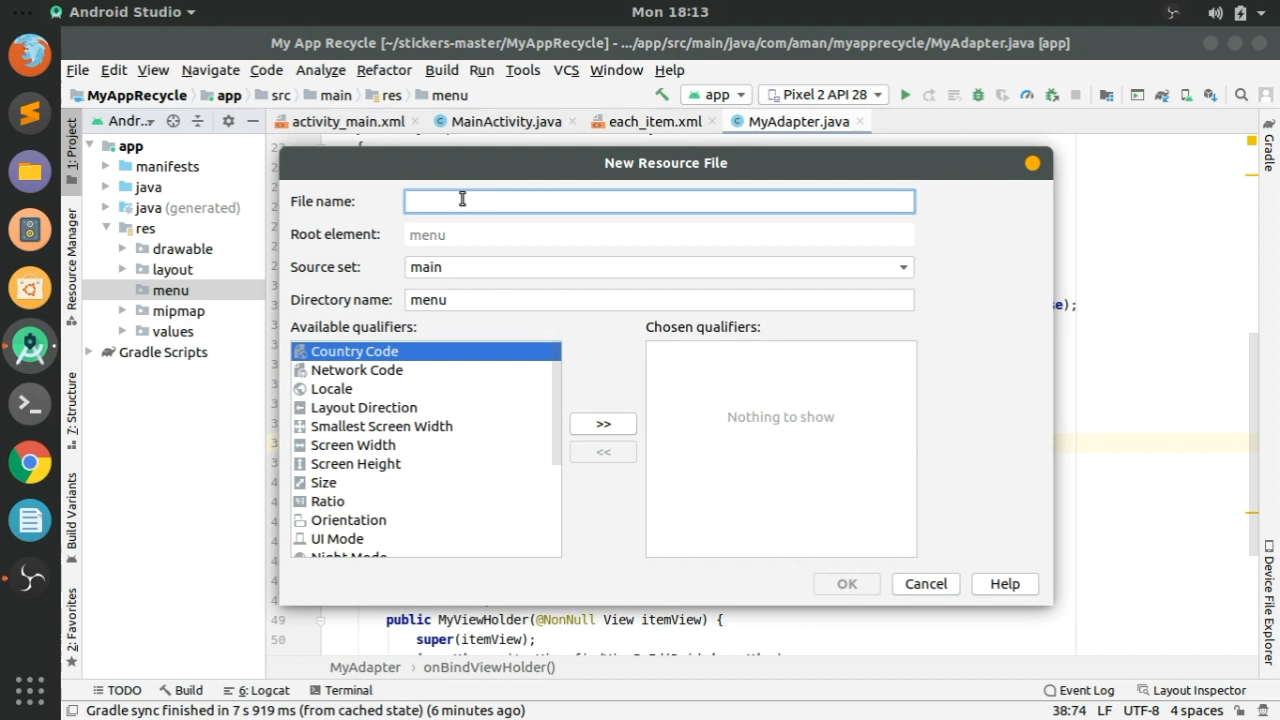 Android Studio
Mon 18:13
My App Recycle [~/stickers-master/MyAppRecycle] - .../app/src/main/java/com/aman/myapprecycle/MyAdapter.java [app]
File Edit View Navigate Code Analyze Refactor Build Run Tools VCS Window Help
MyAppRecycle app src main res menu
app
Pixel 2 API 28
1: Project
Andr..
activity_main.xml
MainActivity.java
each_item.xml
MyAdapter.java
Gradle
app
manifests
java
java (generated)
res
drawable
layout
menu
mipmap
values
Gradle Scripts
Resource Manager
7: Structure
Build Variants
2: Favorites
New Resource File
File name:
Root element: menu
Source set: main
Directory name: menu
Available qualifiers:
Chosen qualifiers:
Country Code
Network Code
Locale
Layout Direction
Smallest Screen Width
Screen Width
Screen Height
Size
Ratio
Orientation
UI Mode
Night Mode
>>
<<
Nothing to show
OK Cancel Help
e);
49 public MyViewHolder(@NonNull View itemView) {
50 super(itemView);
MyAdapter onBindViewHolder()
Device File Explorer
TODO Build 6: Logcat Terminal Event Log Layout Inspector
Gradle sync finished in 7 s 919 ms (from cached state) (6 minutes ago) 38:74 LF UTF-8 4 spaces